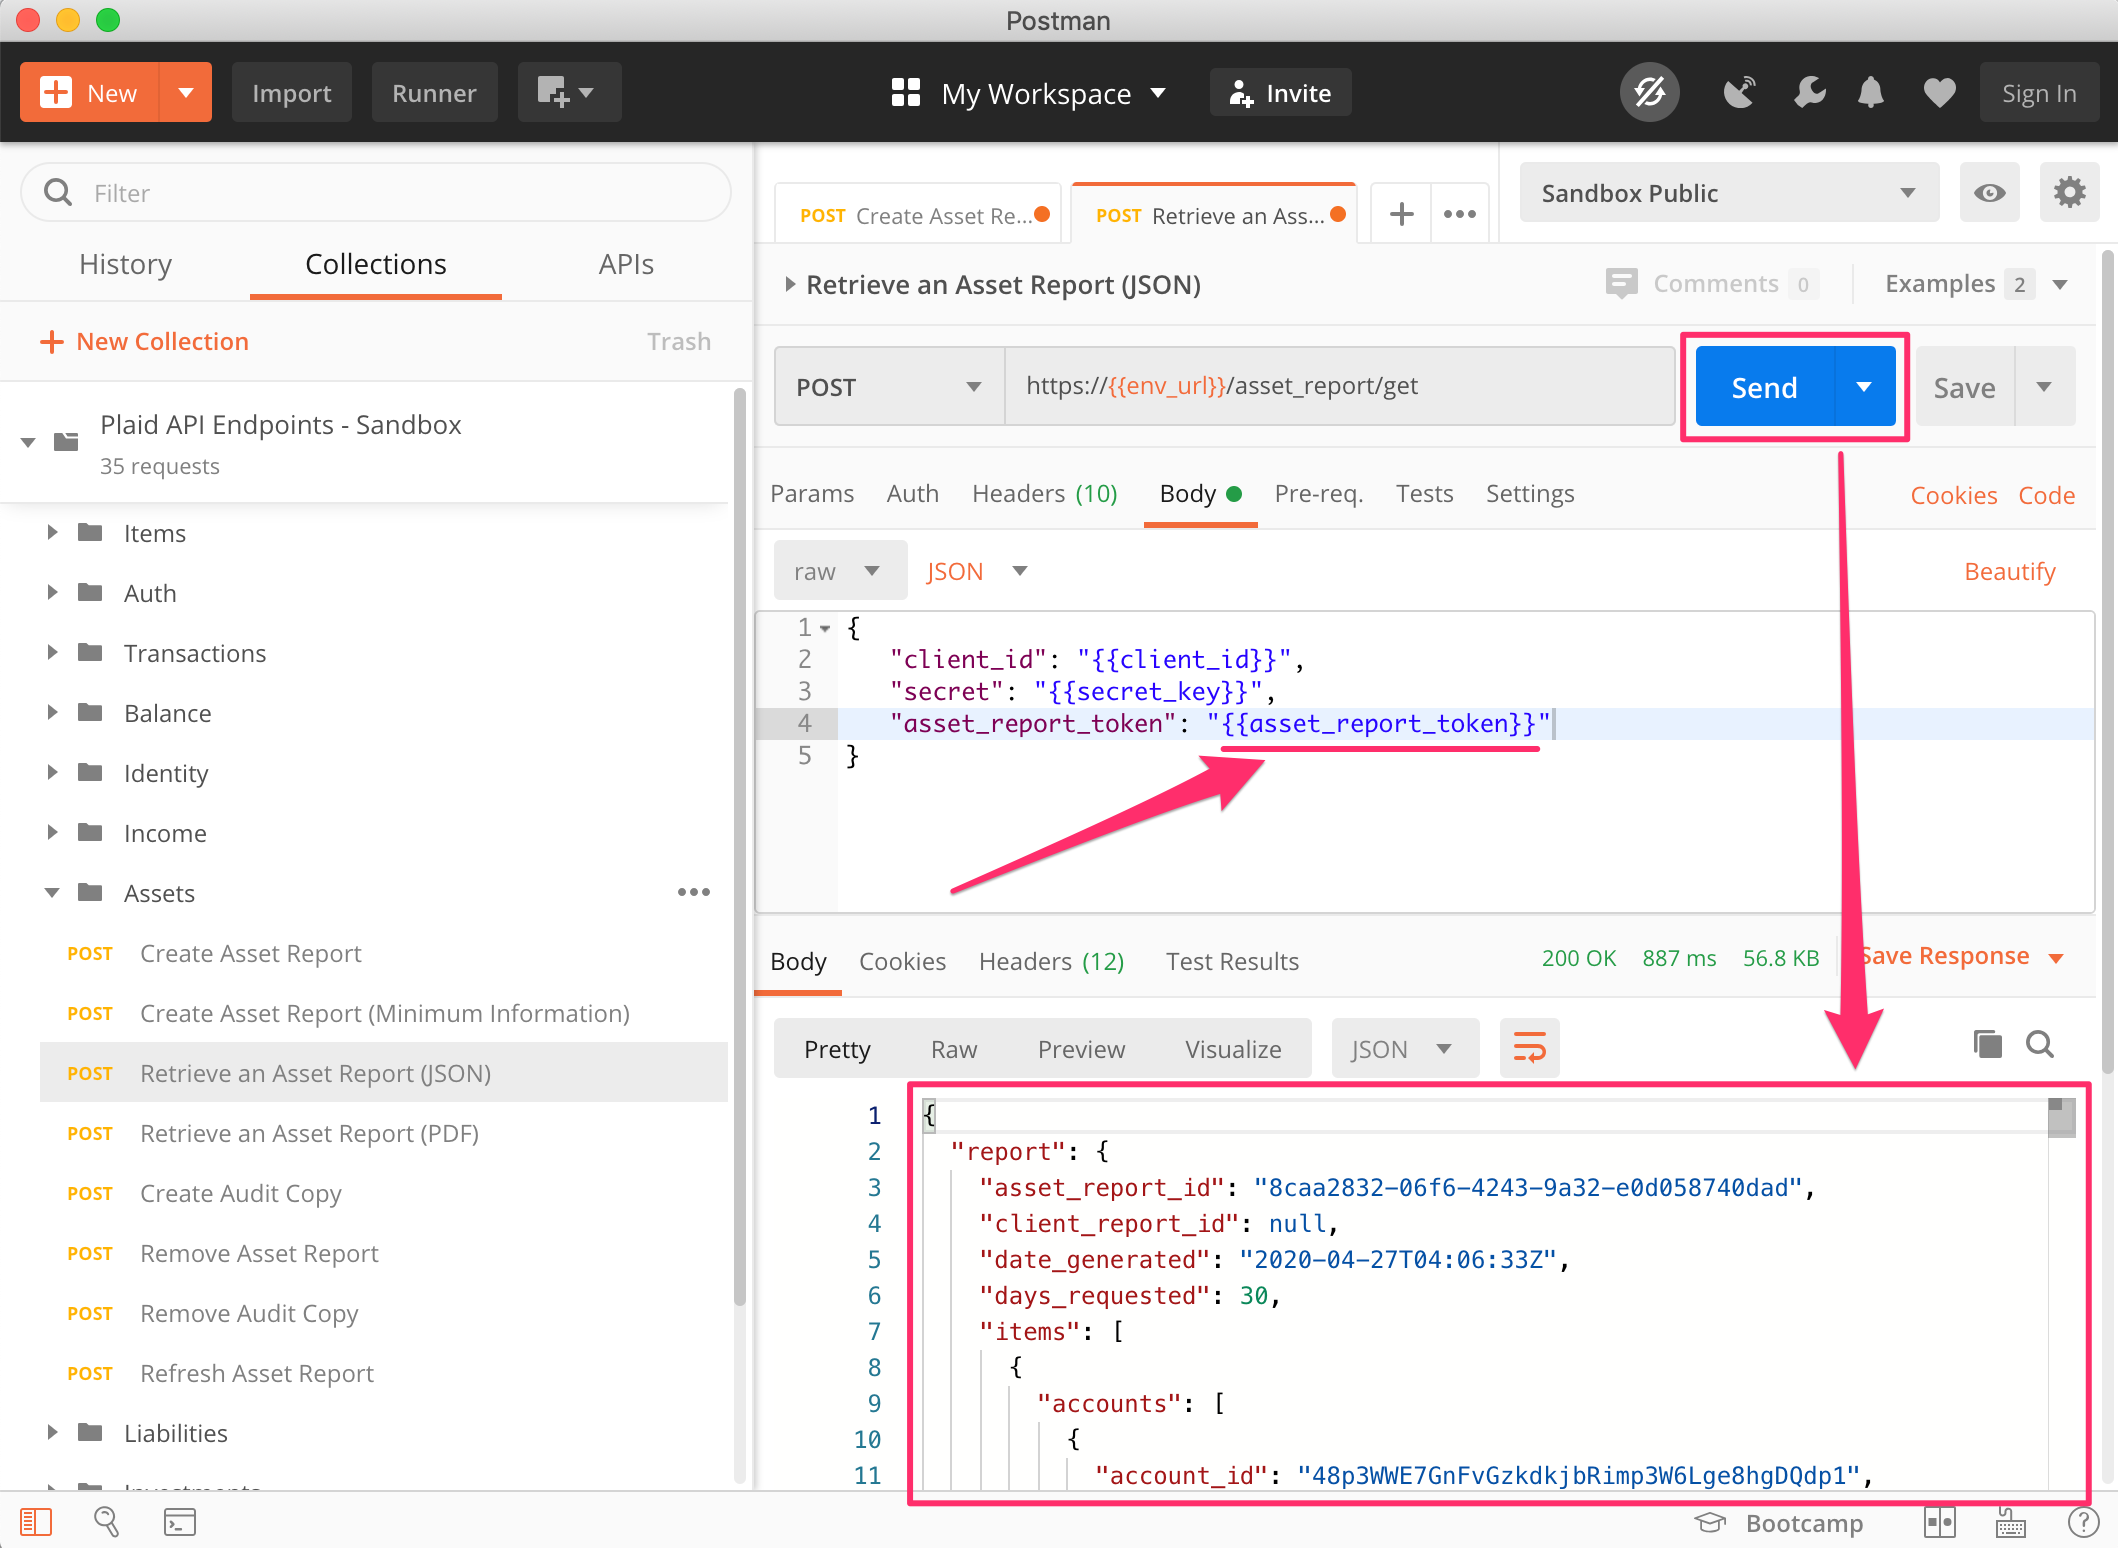 Postman
New
Import
Runner
My Workspace
Invite
Sign In
Filter
History
Collections
APIs
New Collection
Trash
Plaid API Endpoints - Sandbox
35 requests
Items
Auth
Transactions
Balance
Identity
Income
Assets
POST Create Asset Report
POST Create Asset Report (Minimum Information)
POST Retrieve an Asset Report (JSON)
POST Retrieve an Asset Report (PDF)
POST Create Audit Copy
POST Remove Asset Report
POST Remove Audit Copy
POST Refresh Asset Report
Liabilities
Investments
POST Create Asset Re...
POST Retrieve an Ass...
Sandbox Public
Retrieve an Asset Report (JSON)
Comments 0
Examples 2
POST
https://{{env_url}}/asset_report/get
Send
Save
Params
Auth
Headers (10)
Body
Pre-req.
Tests
Settings
Cookies
Code
raw
JSON
Beautify
1 {
2 "client_id": "{{client_id}}",
3 "secret": "{{secret_key}}",
4 "asset_report_token": "{{asset_report_token}}"
5 }
Body
Cookies
Headers (12)
Test Results
200 OK
887 ms
56.8 KB
Save Response
Pretty
Raw
Preview
Visualize
JSON
1 {
2 "report": {
3 "asset_report_id": "8caa2832-06f6-4243-9a32-e0d058740dad",
4 "client_report_id": null,
5 "date_generated": "2020-04-27T04:06:33Z",
6 "days_requested": 30,
7 "items": [
8 {
9 "accounts": [
10 {
11 "account_id": "48p3WWE7GnFvGzkdkjbRimp3W6Lge8hgDQdp1",
Bootcamp